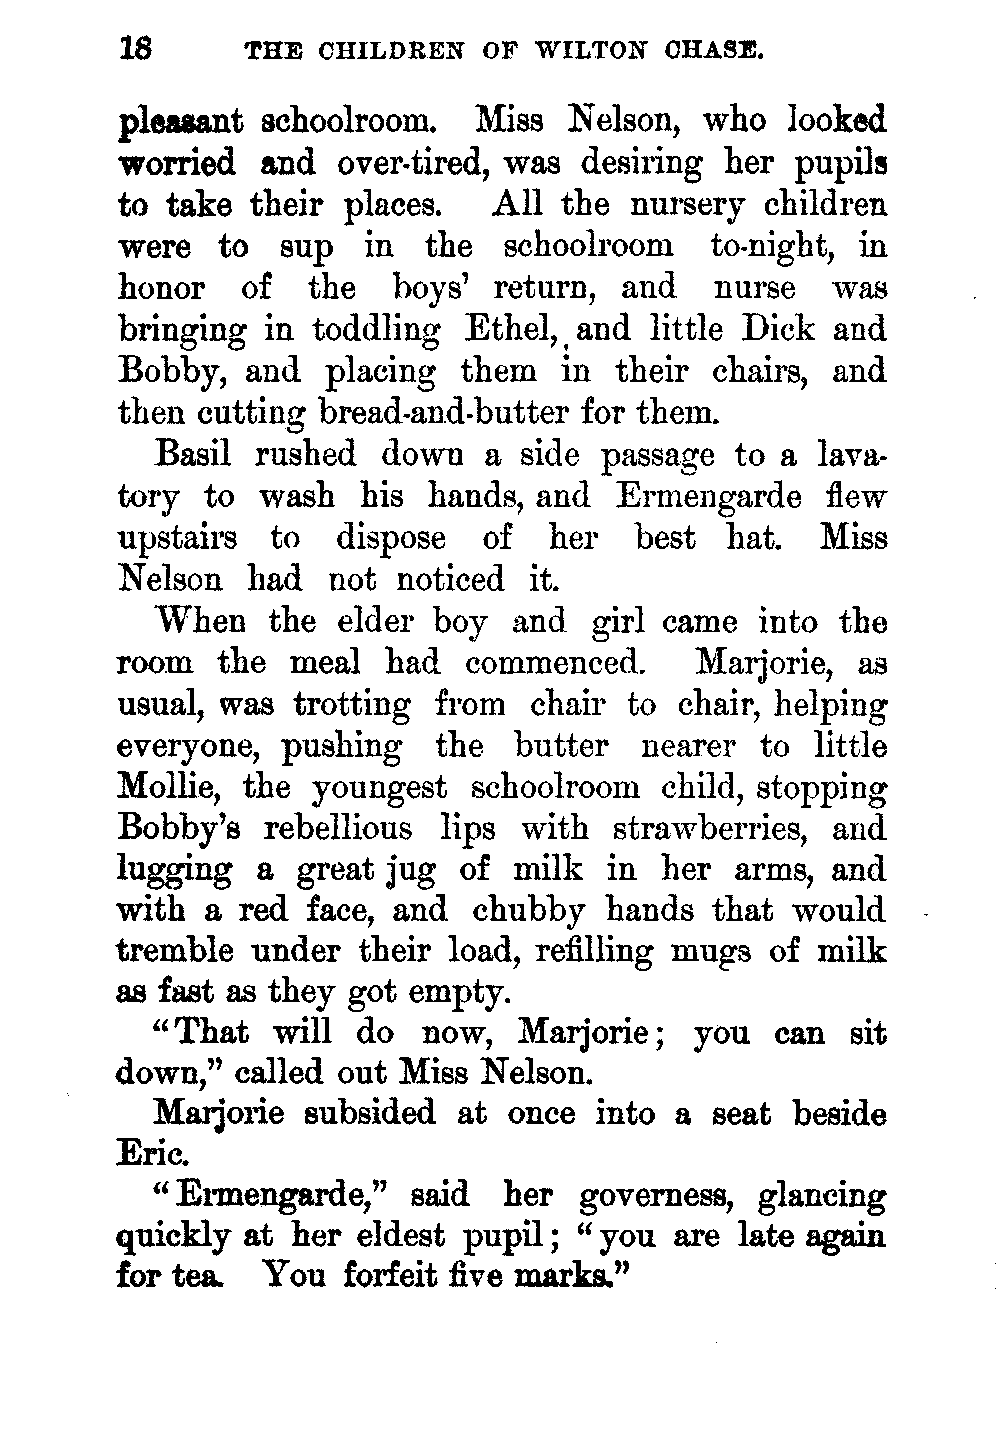 18 THE CHILDREN OF WILTON CHASE.
pleasant schoolroom. Miss Nelson, who looked
worried and over-tired, was desiring her pupils
to take their places. All the nursery children
were to sup in the schoolroom to-night, in
honor of the boys' return, and nurse was
bringing in toddling Ethel, and little Dick and
Bobby, and placing them in their chairs, and
then cutting bread-and-butter for them.
Basil rushed down a side passage to a lava-
tory to wash his hands, and Ermengarde flew
upstairs to dispose of her best hat. Miss
Nelson had not noticed it.
When the elder boy and girl came into the
room the meal had commenced. Marjorie, as
usual, was trotting from chair to chair, helping
everyone, pushing the butter nearer to little
Mollie, the youngest schoolroom child, stopping
Bobby's rebellious lips with strawberries, and
lugging a great jug of milk in her arms, and
with a red face, and chubby hands that would
tremble under their load, refilling mugs of milk
as fast as they got empty.
"That will do now, Marjorie; you can sit
down," called out Miss Nelson.
Marjorie subsided at once into a seat beside
Eric.
"Ermengarde," said her governess, glancing
quickly at her eldest pupil; "you are late again
for tea. You forfeit five marks."